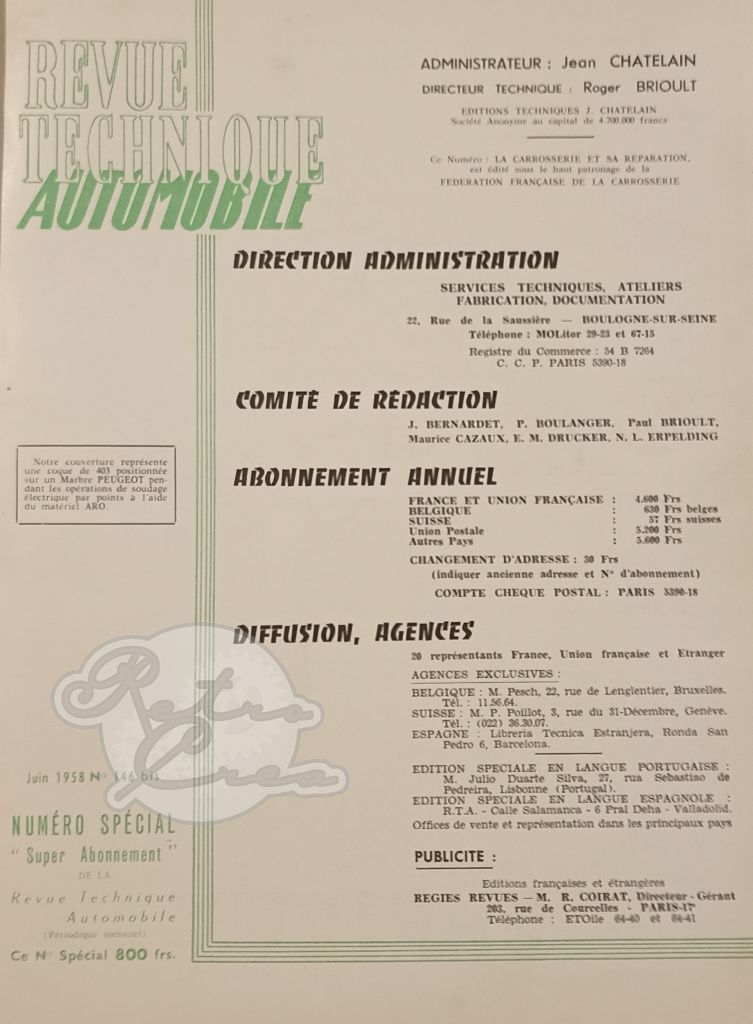 REVUE
TECHNIQUE
AUTOMOBILE
ADMINISTRATEUR : Jean CHATELAIN
DIRECTEUR TECHNIQUE : Roger BRIOULT
EDITIONS TECHNIQUES J. CHATELAIN
Société Anonyme au capital de 4.700.000 francs
Ce Numéro : LA CARROSSERIE ET SA REPARATION,
est édité sous le haut patronage de la
FEDERATION FRANÇAISE DE LA CARROSSERIE
DIRECTION ADMINISTRATION
SERVICES TECHNIQUES, ATELIERS
FABRICATION, DOCUMENTATION
22, Rue de la Saussière — BOULOGNE-SUR-SEINE
Téléphone : MOLitor 29-23 et 67-15
Registre du Commerce : 54 B 7264
C. C. P. PARIS 5390-18
COMITÉ DE RÉDACTION
J. BERNARDET, P. BOULANGER, Paul BRIOULT,
Maurice CAZAUX, E. M. DRUCKER, N. L. ERPELDING
Notre couverture représente
une coque de 403 positionnée
sur un Marbre PEUGEOT pen-
dant les opérations de soudage
électrique par points à l'aide
du matériel ARO.
ABONNEMENT ANNUEL
FRANCE ET UNION FRANÇAISE : 4.600 Frs
BELGIQUE : 630 Frs belges
SUISSE : 57 Frs suisses
Union Postale : 5.200 Frs
Autres Pays : 5.600 Frs
CHANGEMENT D'ADRESSE : 30 Frs
(indiquer ancienne adresse et N° d'abonnement)
COMPTE CHEQUE POSTAL : PARIS 5390-18
DIFFUSION, AGENCES
20 représentants France, Union française et Etranger
AGENCES EXCLUSIVES :
BELGIQUE : M. Pesch, 22, rue de Lenglentier, Bruxelles.
Tél. : 11.56.64.
SUISSE : M. P. Poillot, 3, rue du 31-Décembre, Genève.
Tél. : (022) 36.30.07.
ESPAGNE : Libreria Tecnica Estranjera, Ronda San
Pedro 6, Barcelona.
EDITION SPECIALE EN LANGUE PORTUGAISE :
M. Julio Duarte Silva, 27, rua Sebastiao de
Pedreira, Lisbonne (Portugal).
EDITION SPECIALE EN LANGUE ESPAGNOLE :
R.T.A. - Calle Salamanca - 6 Pral Deha - Valladolid.
Offices de vente et représentation dans les principaux pays
PUBLICITE :
Editions françaises et étrangères
REGIES REVUES — M. R. COIRAT, Directeur - Gérant
203, rue de Courcelles - PARIS-17e
Téléphone : ETOile 64-40 et 64-41
Retro
Crea
Juin 1958 N° 146 bis
NUMÉRO SPÉCIAL
" Super Abonnement "
DE LA
Revue Technique
Automobile
(Périodique mensuel)
Ce N° Spécial 800 frs.